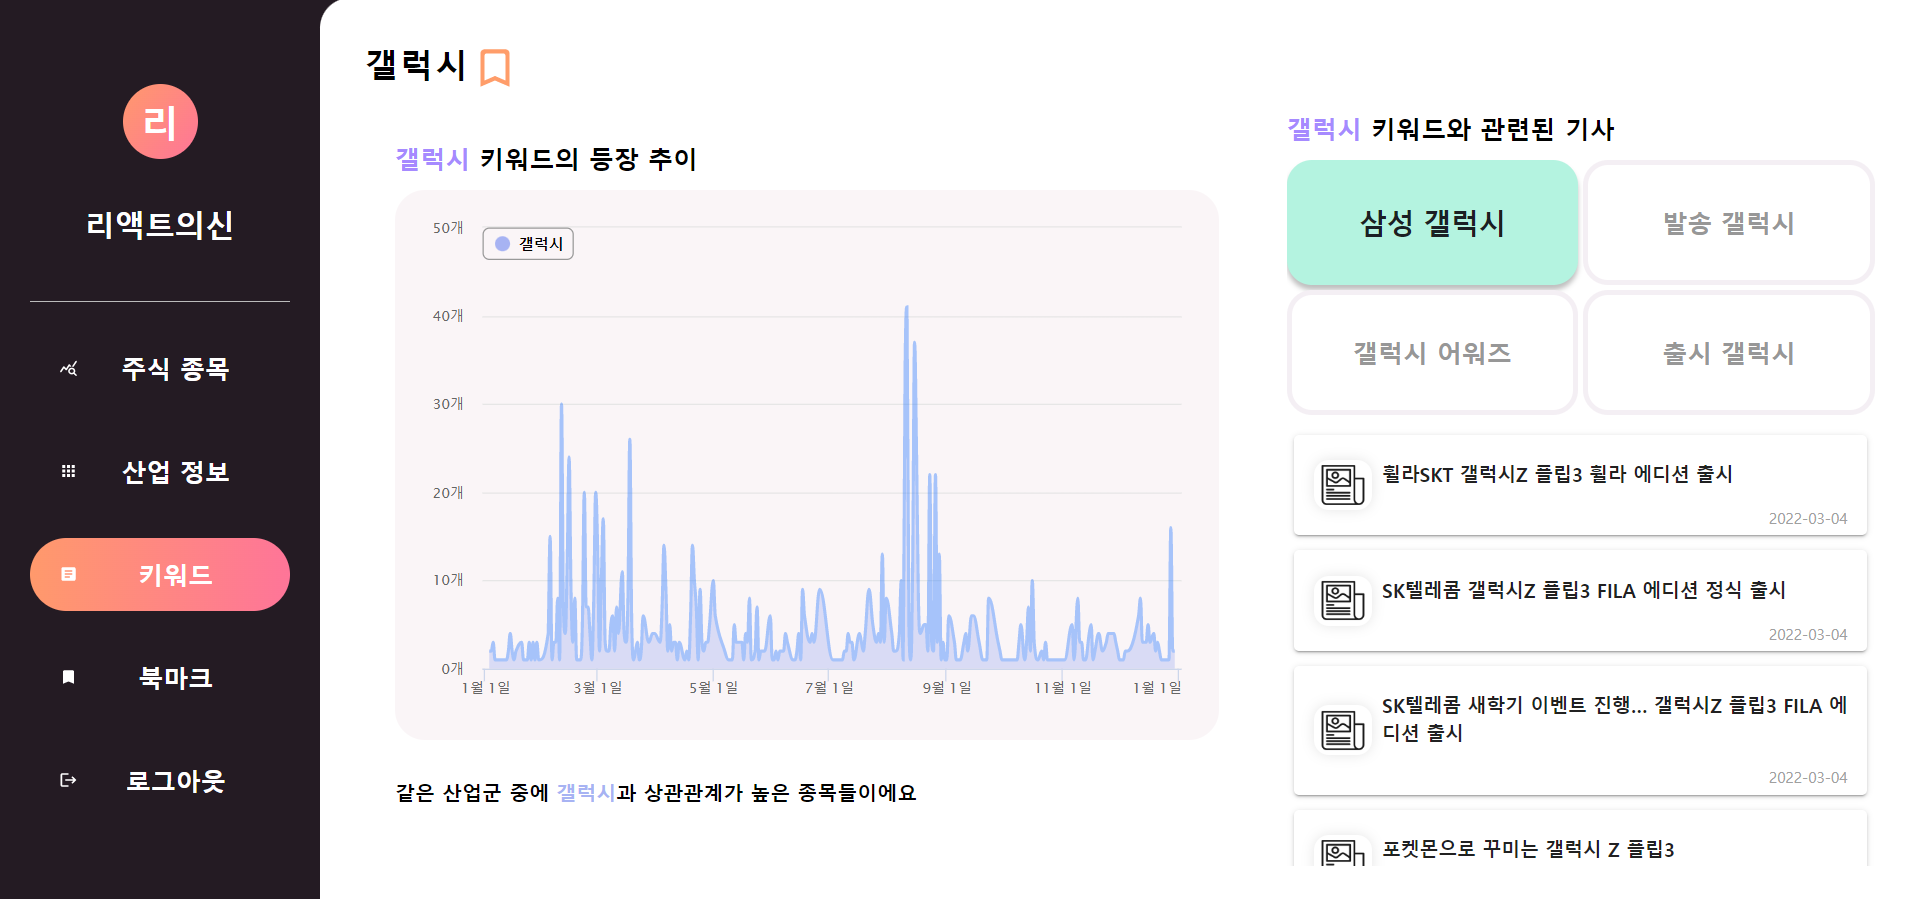 리
리액트의신
주식 종목
산업 정보
키워드
북마크
로그아웃
갤럭시
갤럭시 키워드의 등장 추이
50개
갤럭시
40개
30개
20개
10개
0개
1월 1일 3월 1일 5월 1일 7월 1일 9월 1일 11월 1일 1월 1일
같은 산업군 중에 갤럭시과 상관관계가 높은 종목들이에요
갤럭시 키워드와 관련된 기사
삼성 갤럭시 발송 갤럭시
갤럭시 어워즈 출시 갤럭시
휠라SKT 갤럭시Z 플립3 휠라 에디션 출시
2022-03-04
SK텔레콤 갤럭시Z 플립3 FILA 에디션 정식 출시
2022-03-04
SK텔레콤 새학기 이벤트 진행... 갤럭시Z 플립3 FILA 에
디션 출시
2022-03-04
포켓몬으로 꾸미는 갤럭시 Z 플립3